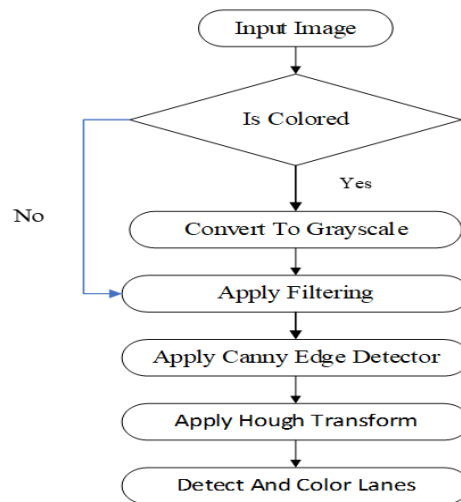 Input Image
Is Colored
Yes
No
Convert To Grayscale
Apply Filtering
Apply Canny Edge Detector
Apply Hough Transform
Detect And Color Lanes